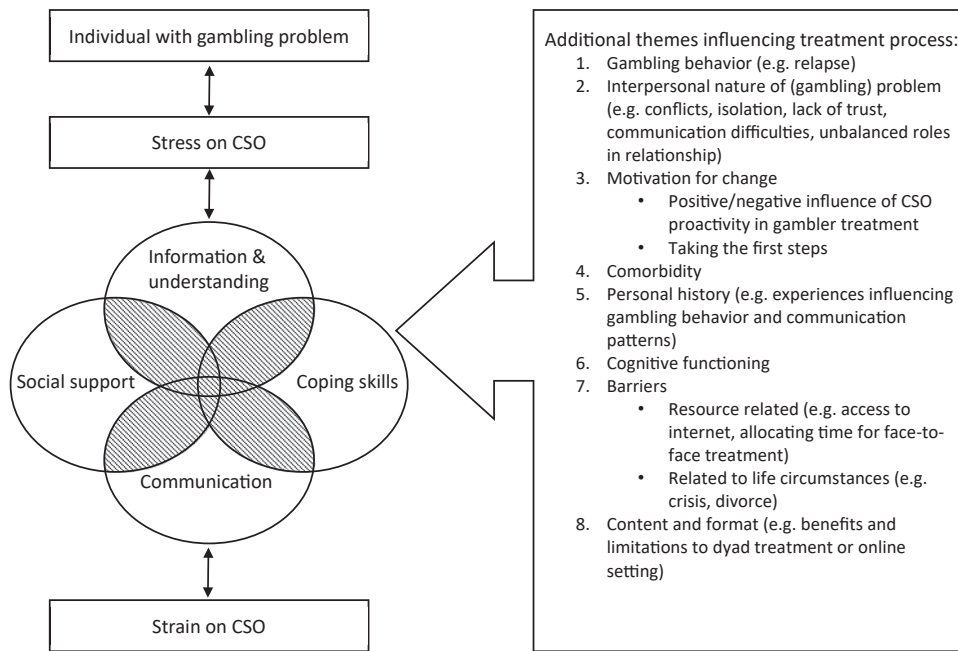 Individual with gambling problem
Stress on CSO
Information &
understanding
Social support
Coping skills
Communication
Strain on CSO
Additional themes influencing treatment process:
1. Gambling behavior (e.g. relapse)
2. Interpersonal nature of (gambling) problem
(e.g. conflicts, isolation, lack of trust,
communication difficulties, unbalanced roles
in relationship)
3. Motivation for change
• Positive/negative influence of CSO
proactivity in gambler treatment
• Taking the first steps
4. Comorbidity
5. Personal history (e.g. experiences influencing
gambling behavior and communication
patterns)
6. Cognitive functioning
7. Barriers
• Resource related (e.g. access to
internet, allocating time for face-to-
face treatment)
• Related to life circumstances (e.g.
crisis, divorce)
8. Content and format (e.g. benefits and
limitations to dyad treatment or online
setting)